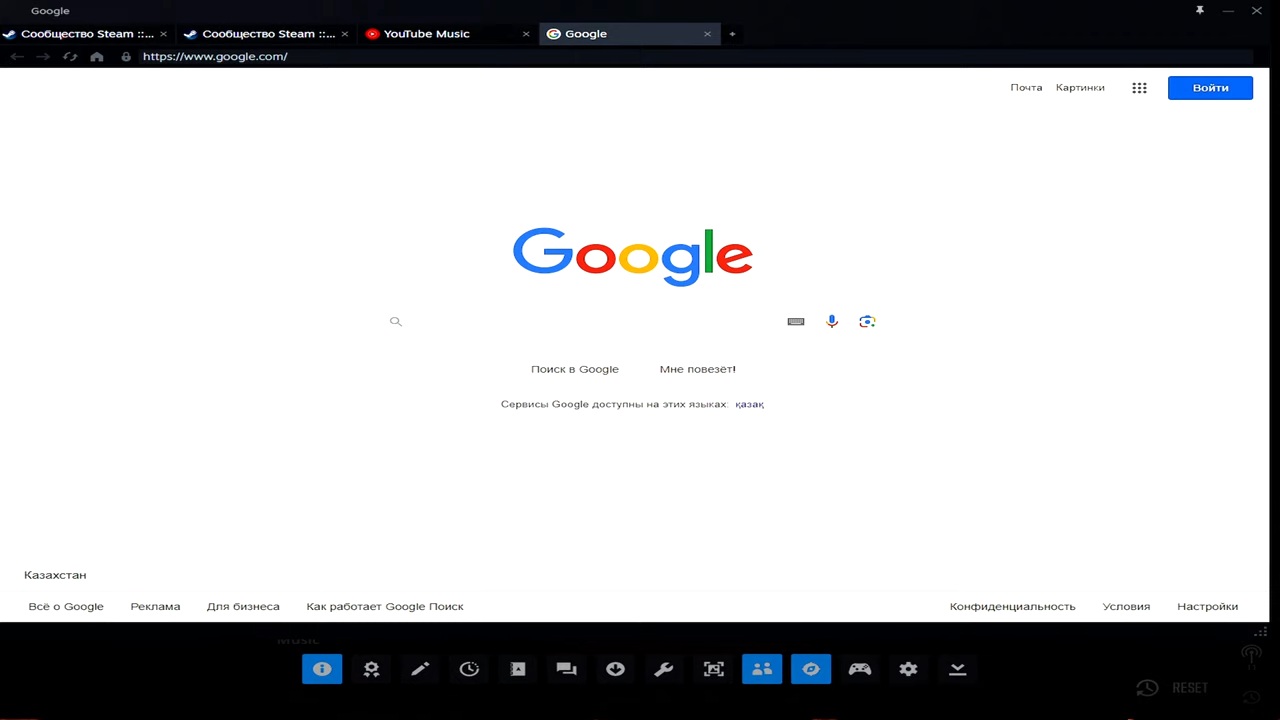 Google
Сообщество Steam ::...
Сообщество Steam ::...
YouTube Music
Google
https://www.google.com/
Почта
Картинки
Войти
Google
Поиск в Google
Мне повезёт!
Сервисы Google доступны на этих языках: қазақ
Казахстан
Всё о Google
Реклама
Для бизнеса
Как работает Google Поиск
Конфиденциальность
Условия
Настройки
Music
RESET